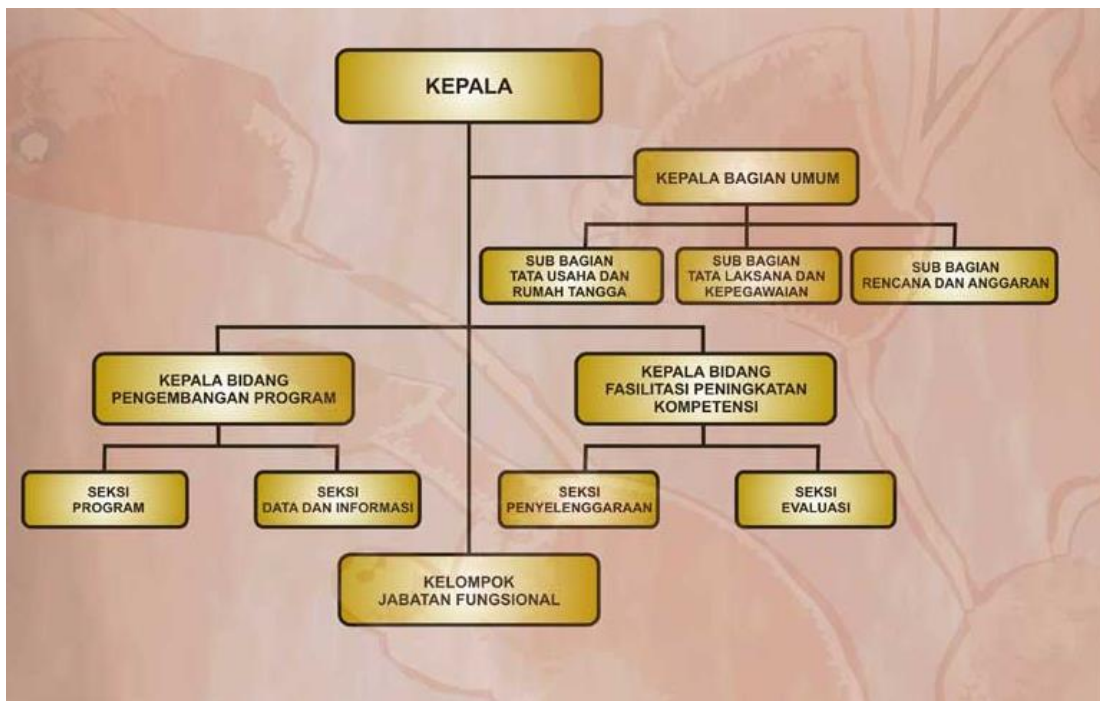 KEPALA
KEPALA BAGIAN UMUM
SUB BAGIAN
TATA USAHA DAN
RUMAH TANGGA
SUB BAGIAN
TATA LAKSANA DAN
KEPEGAWAIAN
SUB BAGIAN
RENCANA DAN ANGGARAN
KEPALA BIDANG
PENGEMBANGAN PROGRAM
KEPALA BIDANG
FASILITASI PENINGKATAN
KOMPETENSI
SEKSI
PROGRAM
SEKSI
DATA DAN INFORMASI
SEKSI
PENYELENGGARAAN
SEKSI
EVALUASI
KELOMPOK
JABATAN FUNGSIONAL